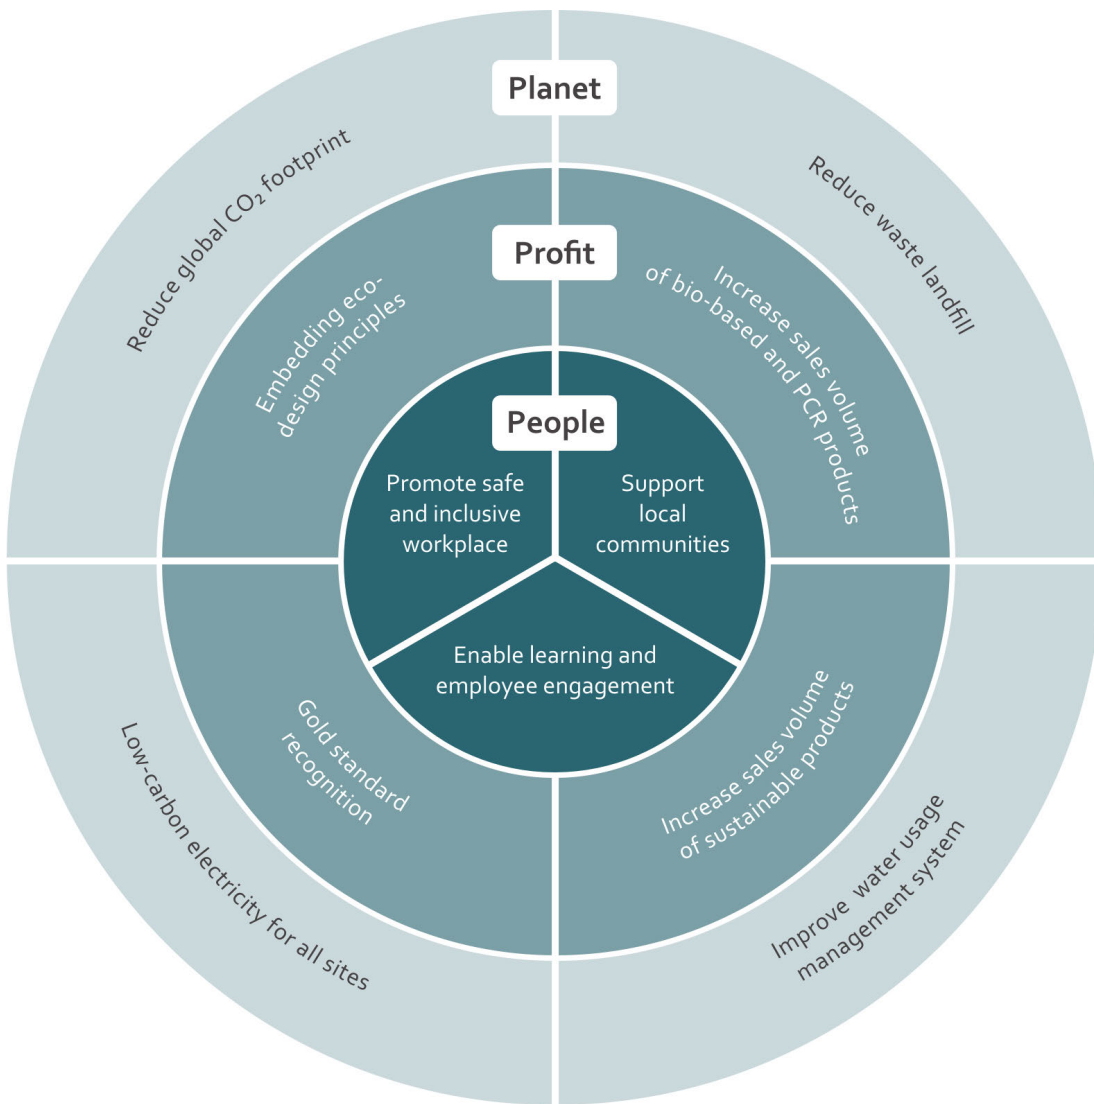 Planet
Reduce global CO₂ footprint
Reduce waste landfill
Low-carbon electricity for all sites
Improve water usage
management system
Profit
Embedding eco-
design principles
Increase sales volume
of bio-based and PCR products
Gold standard
recognition
Increase sales volume
of sustainable products
People
Promote safe
and inclusive
workplace
Support
local
communities
Enable learning and
employee engagement